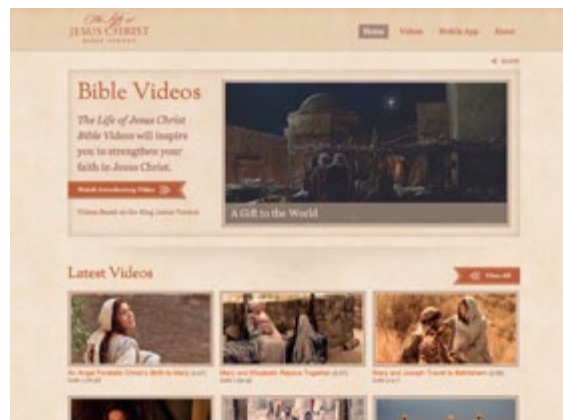 The Life of
JESUS CHRIST
BIBLE VIDEOS
Home Videos Mobile App About
SHARE
Bible Videos
The Life of Jesus Christ
Bible Videos will inspire
you to strengthen your
faith in Jesus Christ.
Watch Introductory Video
Videos Based on the King James Version
A Gift to the World
Latest Videos
View All
An Angel Foretells Christ's Birth to Mary
Mary and Elisabeth Rejoice Together
Mary and Joseph Travel to Bethlehem